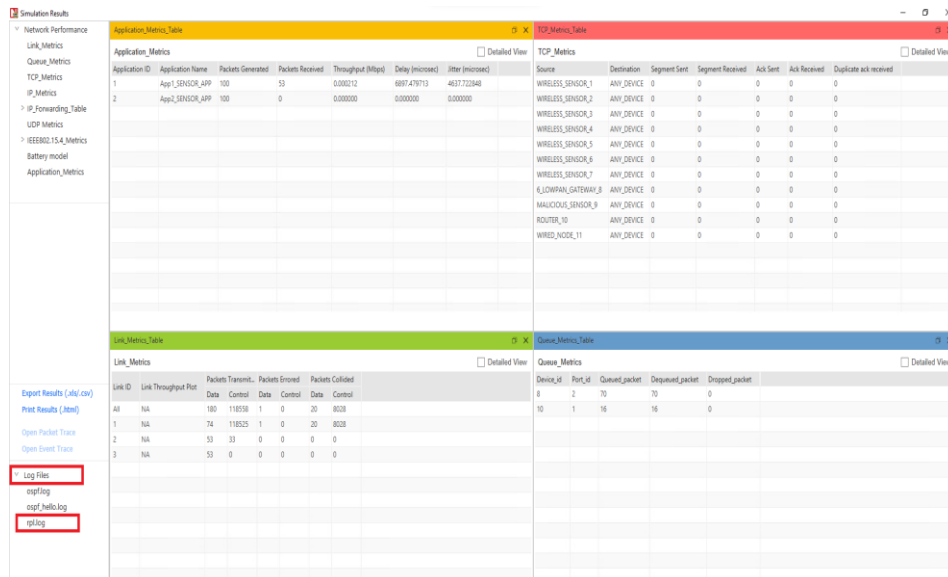 Simulation Results
Network Performance
Link_Metrics
Queue_Metrics
TCP_Metrics
IP_Metrics
IP_Forwarding_Table
UDP Metrics
IEEE802.15.4_Metrics
Battery model
Application_Metrics
Export Results (.xls/.csv)
Print Results (.html)
Open Packet Trace
Open Event Trace
Log Files
ospf.log
ospf_hello.log
rpl.log
Application_Metrics_Table
Application_Metrics Detailed View
Application ID Application Name Packets Generated Packets Received Throughput (Mbps) Delay (microsec) Jitter (microsec)
1 App1_SENSOR_APP 100 53 0.000212 6897.479713 4637.722848
2 App2_SENSOR_APP 100 0 0.000000 0.000000 0.000000
TCP_Metrics_Table
TCP_Metrics Detailed View
Source Destination Segment Sent Segment Received Ack Sent Ack Received Duplicate ack received
WIRELESS_SENSOR_1 ANY_DEVICE 0 0 0 0 0
WIRELESS_SENSOR_2 ANY_DEVICE 0 0 0 0 0
WIRELESS_SENSOR_3 ANY_DEVICE 0 0 0 0 0
WIRELESS_SENSOR_4 ANY_DEVICE 0 0 0 0 0
WIRELESS_SENSOR_5 ANY_DEVICE 0 0 0 0 0
WIRELESS_SENSOR_6 ANY_DEVICE 0 0 0 0 0
WIRELESS_SENSOR_7 ANY_DEVICE 0 0 0 0 0
6_LOWPAN_GATEWAY_8 ANY_DEVICE 0 0 0 0 0
MALICIOUS_SENSOR_9 ANY_DEVICE 0 0 0 0 0
ROUTER_10 ANY_DEVICE 0 0 0 0 0
WIRED_NODE_11 ANY_DEVICE 0 0 0 0 0
Link_Metrics_Table
Link_Metrics Detailed View
Link ID Link Throughput Plot Packets Transmit... Packets Errored Packets Collided
Data Control Data Control Data Control
All NA 180 118558 1 0 20 8028
1 NA 74 118525 1 0 20 8028
2 NA 53 33 0 0 0 0
3 NA 53 0 0 0 0 0
Queue_Metrics_Table
Queue_Metrics Detailed View
Device_id Port_id Queued_packet Dequeued_packet Dropped_packet
8 2 70 70 0
10 1 16 16 0